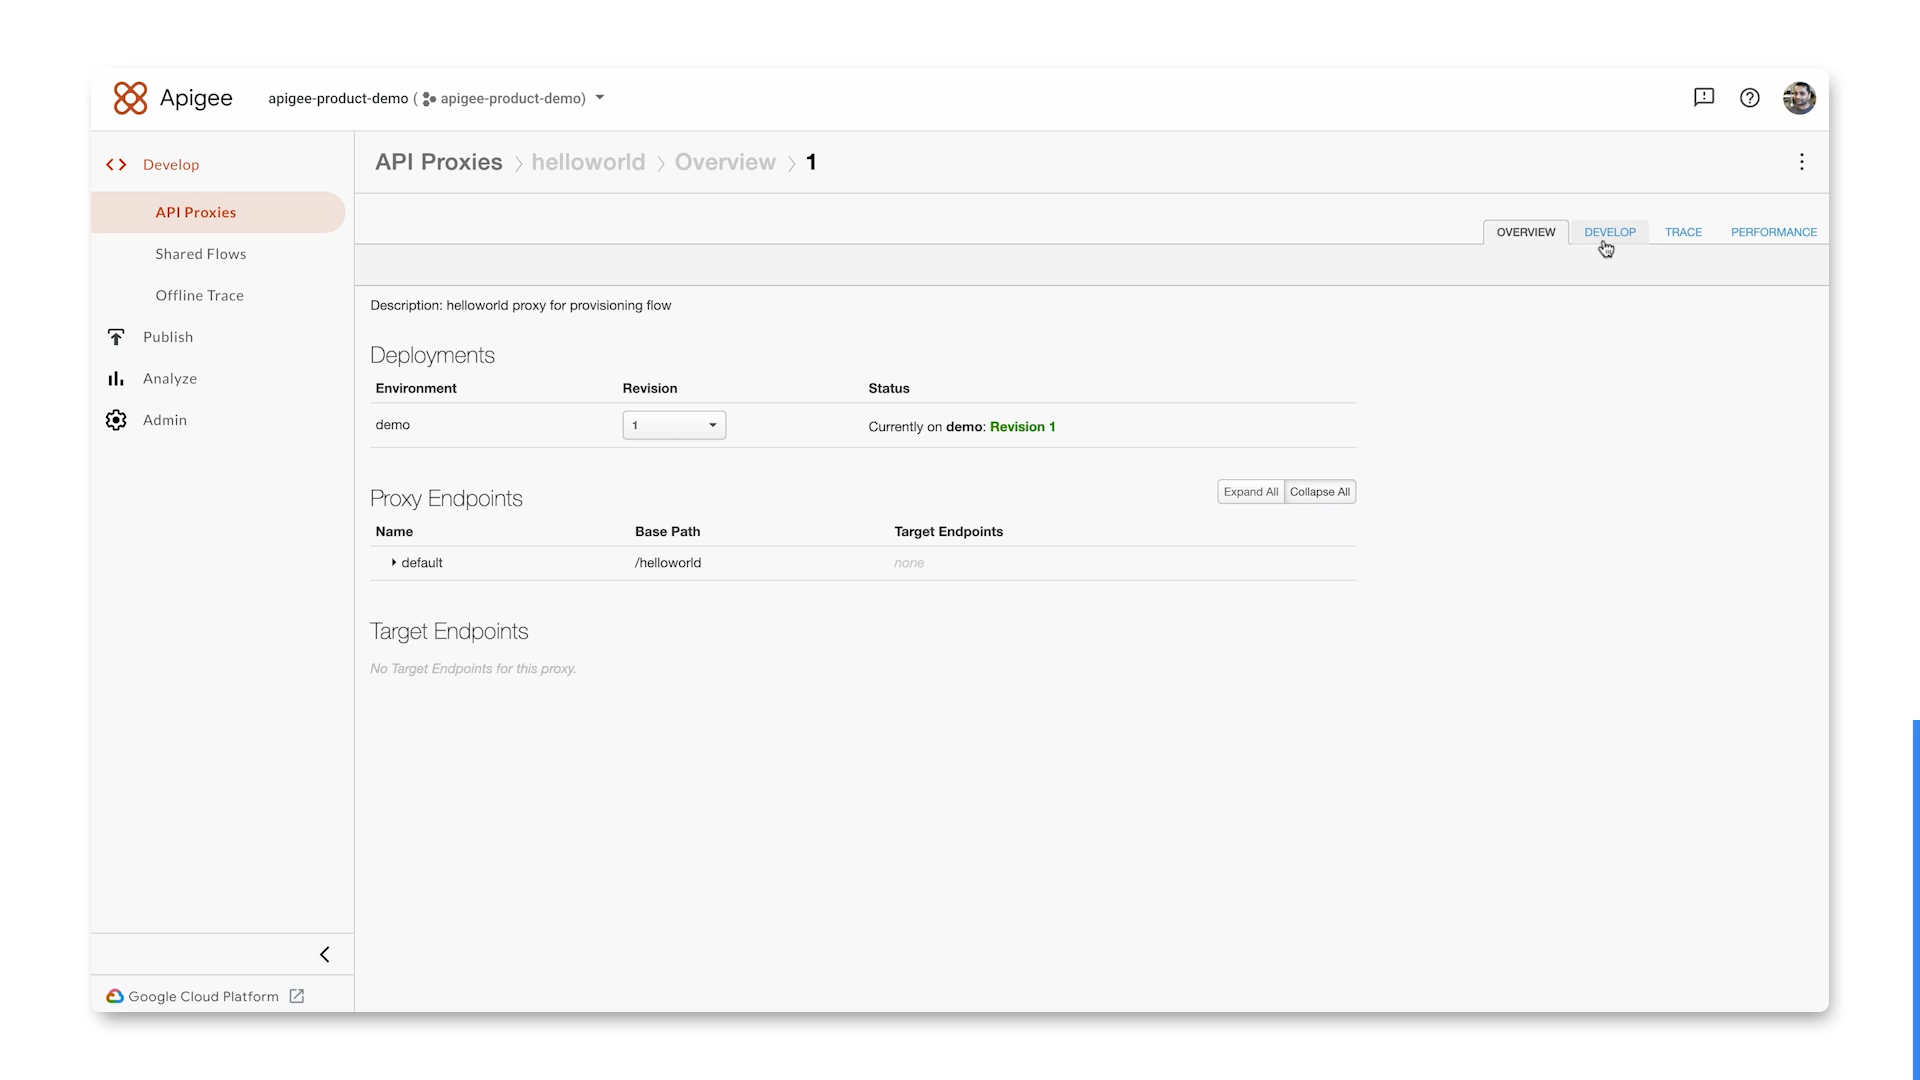 Apigee
apigee-product-demo ( apigee-product-demo)
Develop
API Proxies
Shared Flows
Offline Trace
Publish
Analyze
Admin
Google Cloud Platform
API Proxies > helloworld > Overview > 1
OVERVIEW DEVELOP TRACE PERFORMANCE
Description: helloworld proxy for provisioning flow
Deployments
Environment Revision Status
demo 1 Currently on demo: Revision 1
Proxy Endpoints Expand All Collapse All
Name Base Path Target Endpoints
default /helloworld none
Target Endpoints
No Target Endpoints for this proxy.